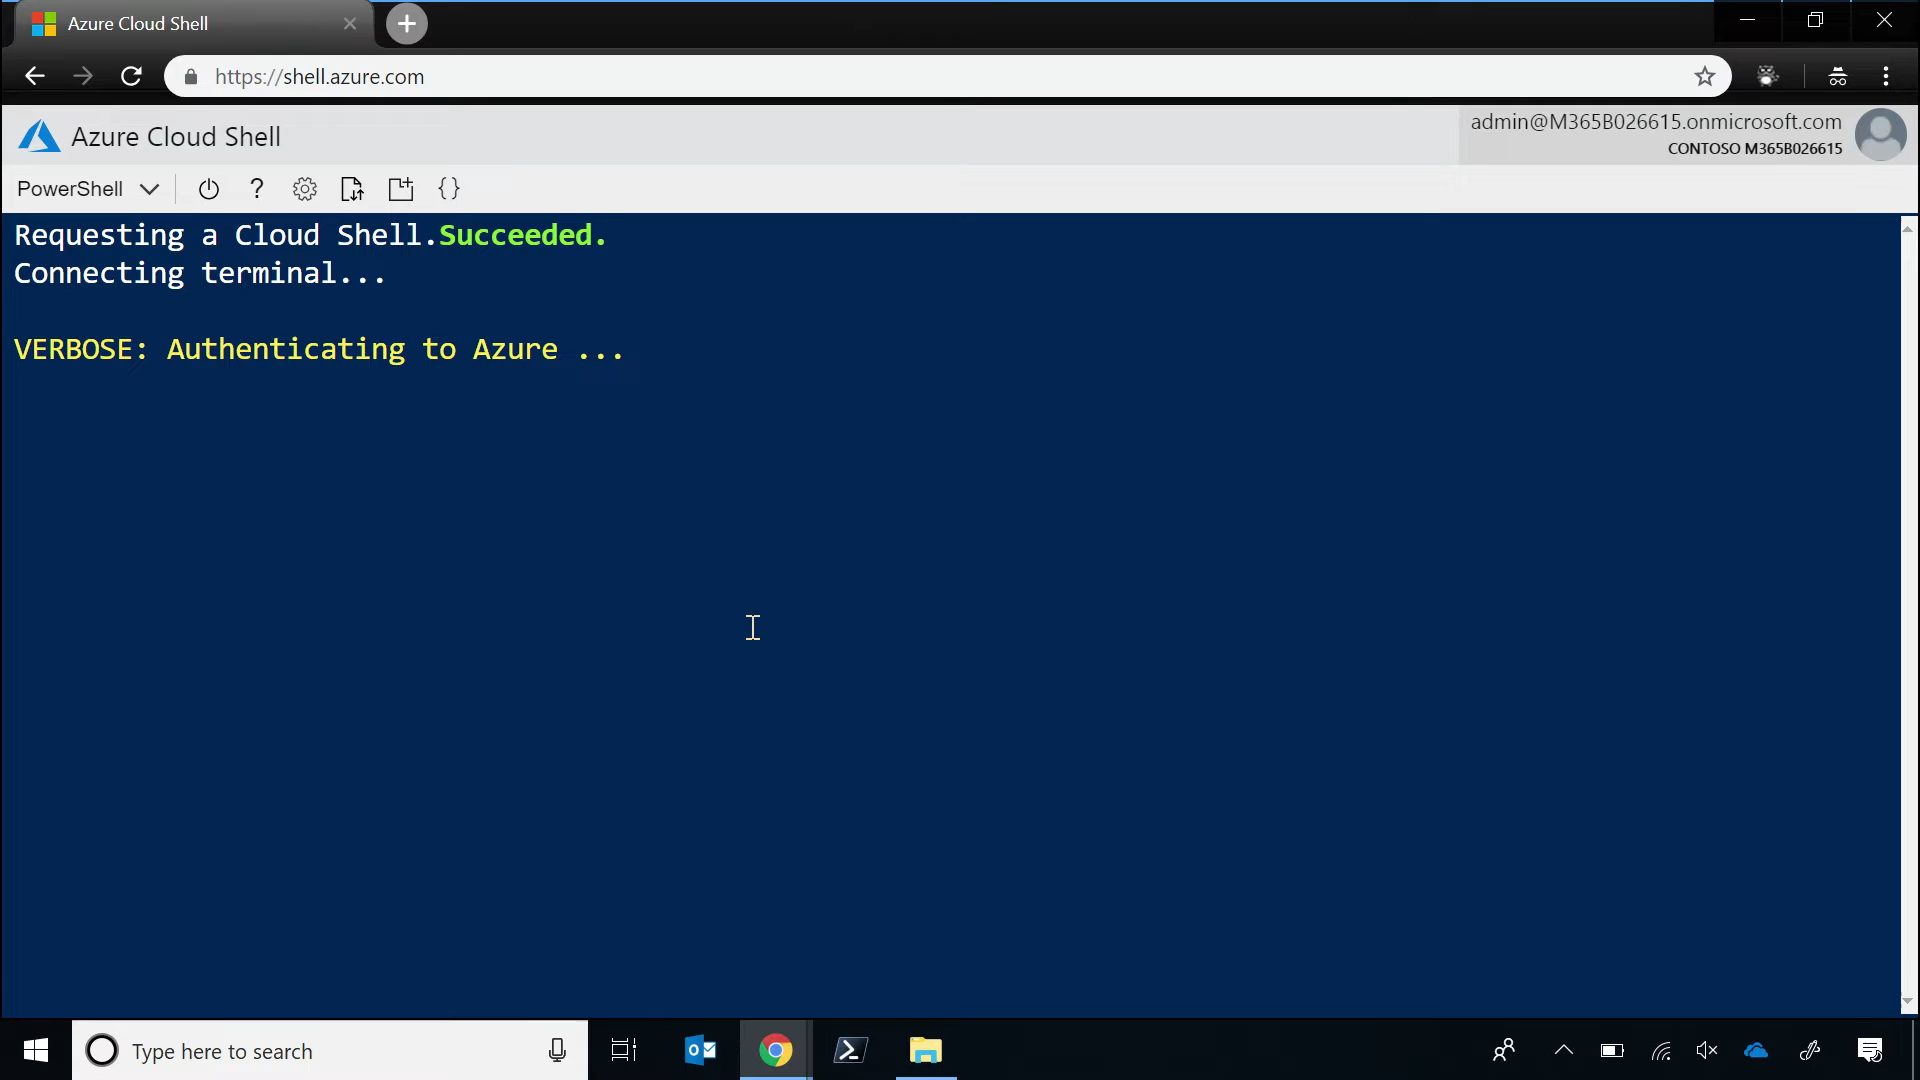 Azure Cloud Shell
https://shell.azure.com
Azure Cloud Shell
admin@M365B026615.onmicrosoft.com
CONTOSO M365B026615
PowerShell
Requesting a Cloud Shell.Succeeded.
Connecting terminal...
VERBOSE: Authenticating to Azure ...
Type here to search